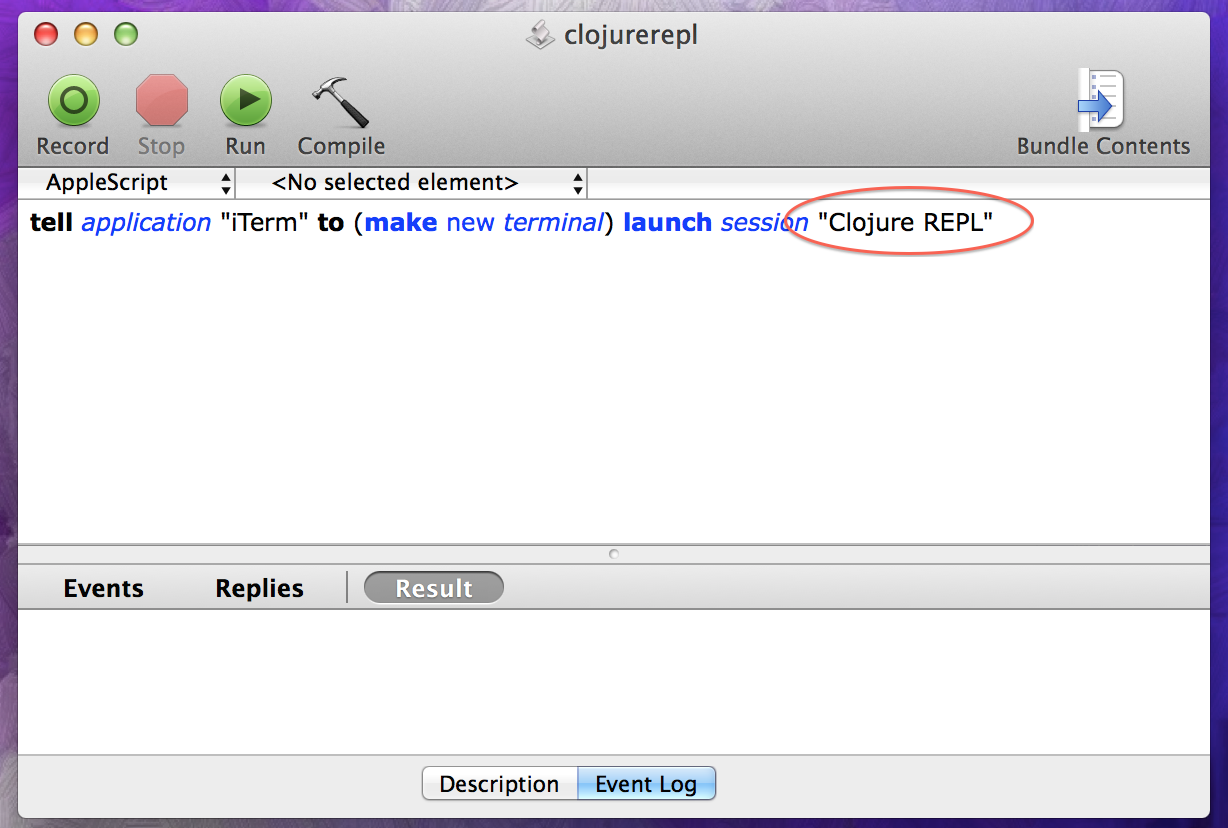 clojurerepl
Record Stop Run Compile Bundle Contents
AppleScript <No selected element>
tell application "iTerm" to (make new terminal) launch session "Clojure REPL"
Events Replies Result
Description Event Log